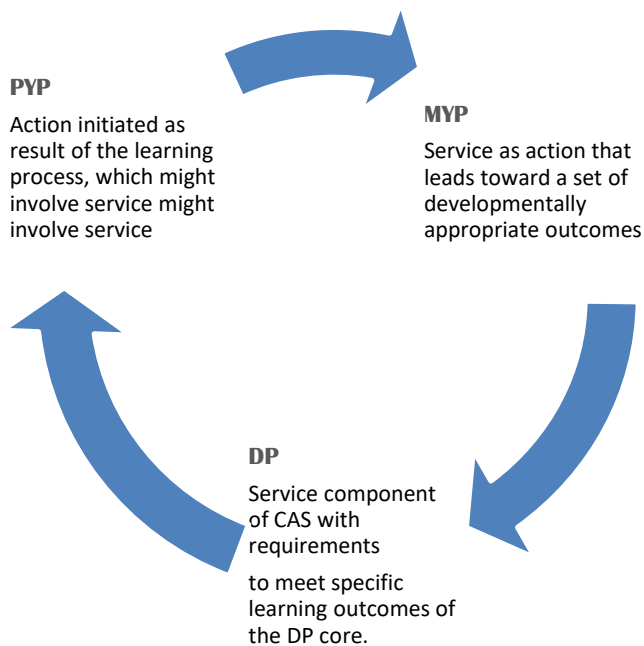 PYP
Action initiated as
result of the learning
process, which might
involve service might
involve service
MYP
Service as action that
leads toward a set of
developmentally
appropriate outcomes
DP
Service component
of CAS with
requirements
to meet specific
learning outcomes of
the DP core.